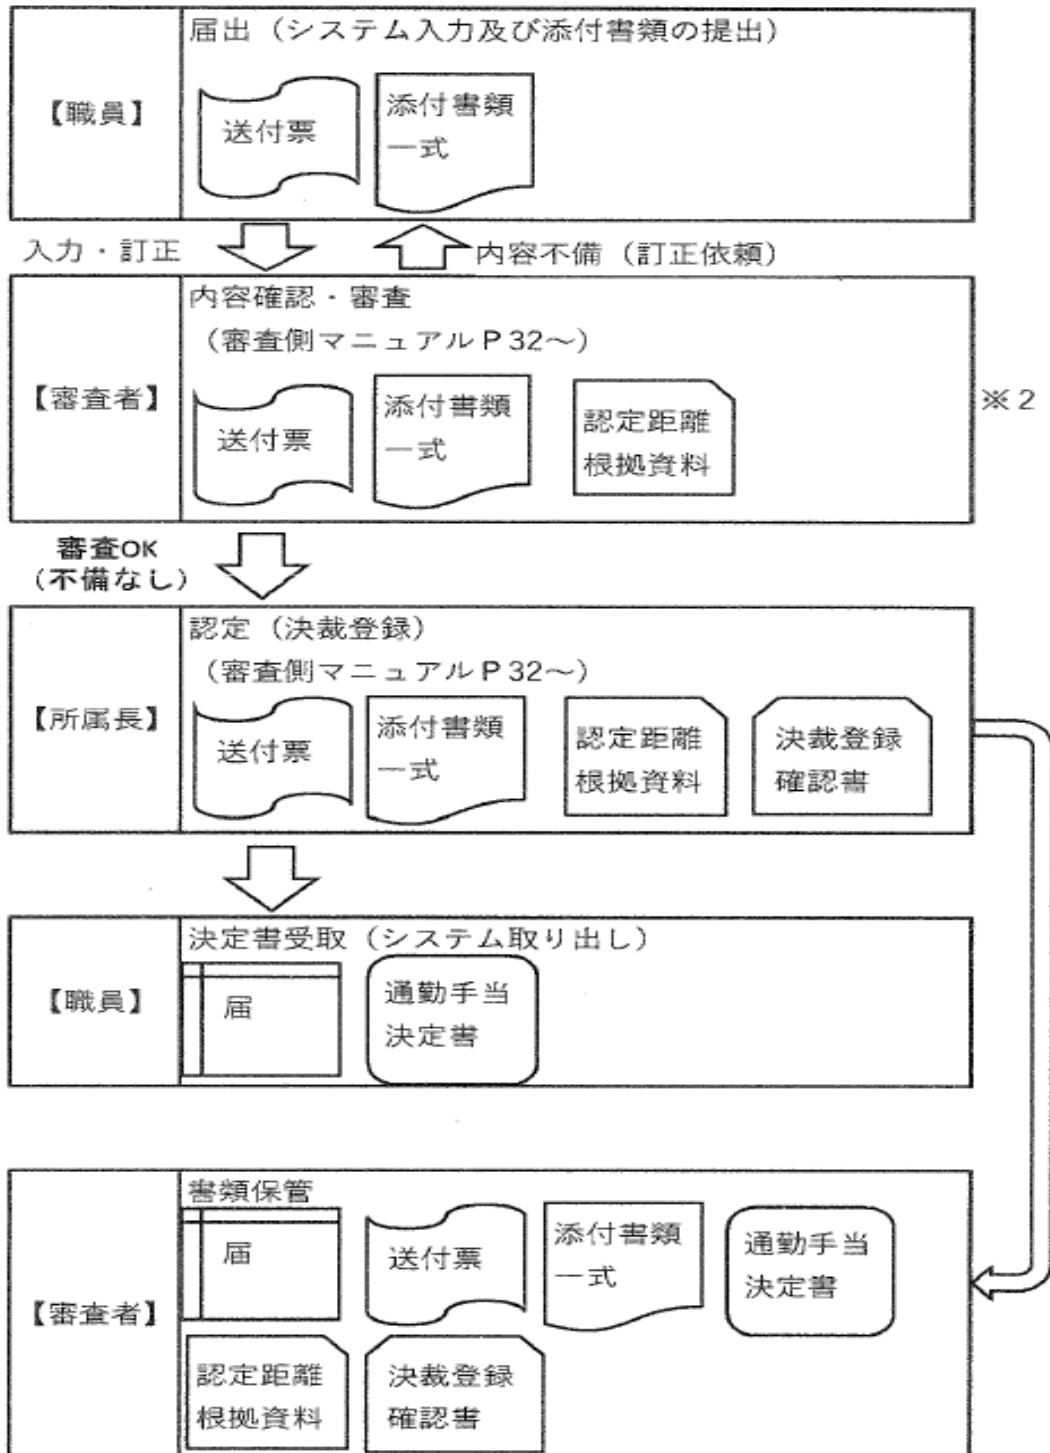 届出（システム入力及び添付書類の提出）
【職員】
送付票
添付書類
一式
入力・訂正
内容不備（訂正依頼）
内容確認・審査
（審査側マニュアルP32～）
【審査者】
送付票
添付書類
一式
認定距離
根拠資料
※2
審査OK
（不備なし）
認定（決裁登録）
（審査側マニュアルP32～）
【所属長】
送付票
添付書類
一式
認定距離
根拠資料
決裁登録
確認書
決定書受取（システム取り出し）
【職員】
届
通勤手当
決定書
書類保管
【審査者】
届
送付票
添付書類
一式
通勤手当
決定書
認定距離
根拠資料
決裁登録
確認書